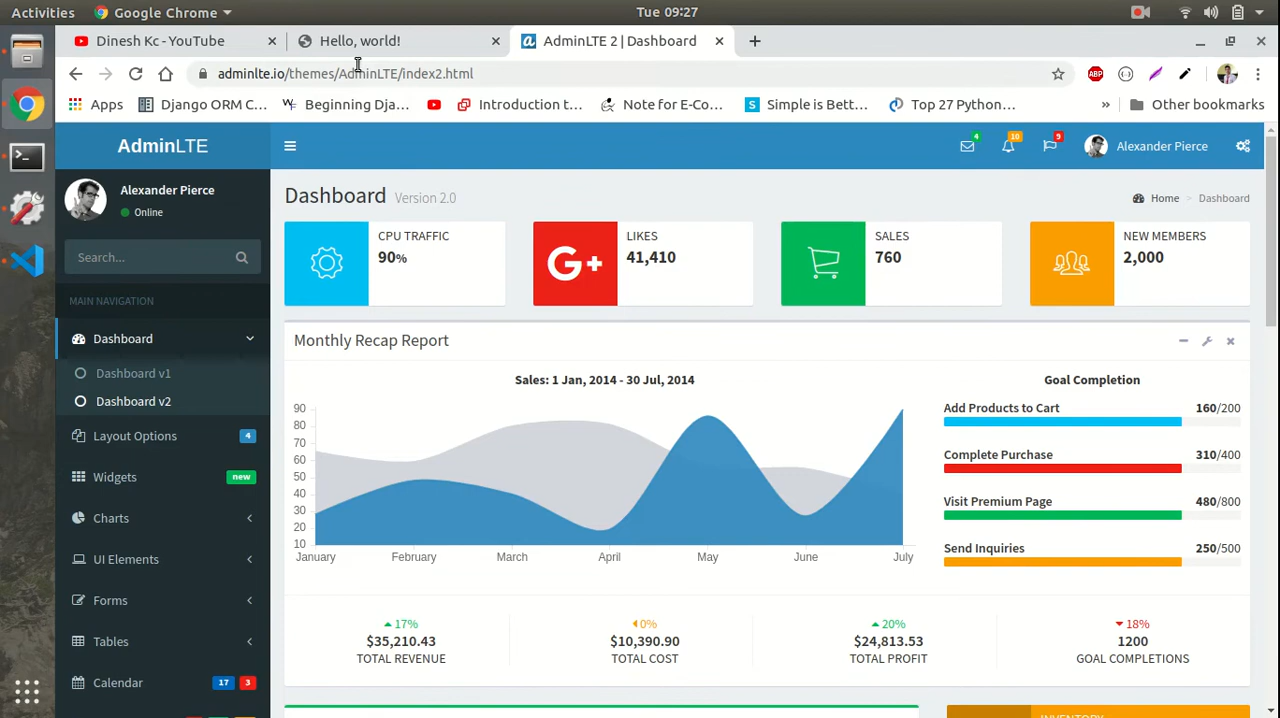 Activities
Google Chrome
Tue 09:27
Dinesh Kc - YouTube
Hello, world!
AdminLTE 2 | Dashboard
adminlte.io/themes/AdminLTE/index2.html
ABP
Apps
Django ORM C...
Beginning Dja...
Introduction t...
Note for E-Co...
Simple is Bett...
Top 27 Python...
»
Other bookmarks
AdminLTE
4
10
9
Alexander Pierce
Alexander Pierce
Online
Search...
MAIN NAVIGATION
Dashboard
Dashboard v1
Dashboard v2
Layout Options
4
Widgets
new
Charts
UI Elements
Forms
Tables
Calendar
17
3
Dashboard Version 2.0
Home > Dashboard
CPU TRAFFIC
90%
G+
LIKES
41,410
SALES
760
NEW MEMBERS
2,000
Monthly Recap Report
Sales: 1 Jan, 2014 - 30 Jul, 2014
90
80
70
60
50
40
30
20
10
January
February
March
April
May
June
July
Goal Completion
Add Products to Cart
160/200
Complete Purchase
310/400
Visit Premium Page
480/800
Send Inquiries
250/500
17%
$35,210.43
TOTAL REVENUE
0%
$10,390.90
TOTAL COST
20%
$24,813.53
TOTAL PROFIT
18%
1200
GOAL COMPLETIONS
INVENTORY